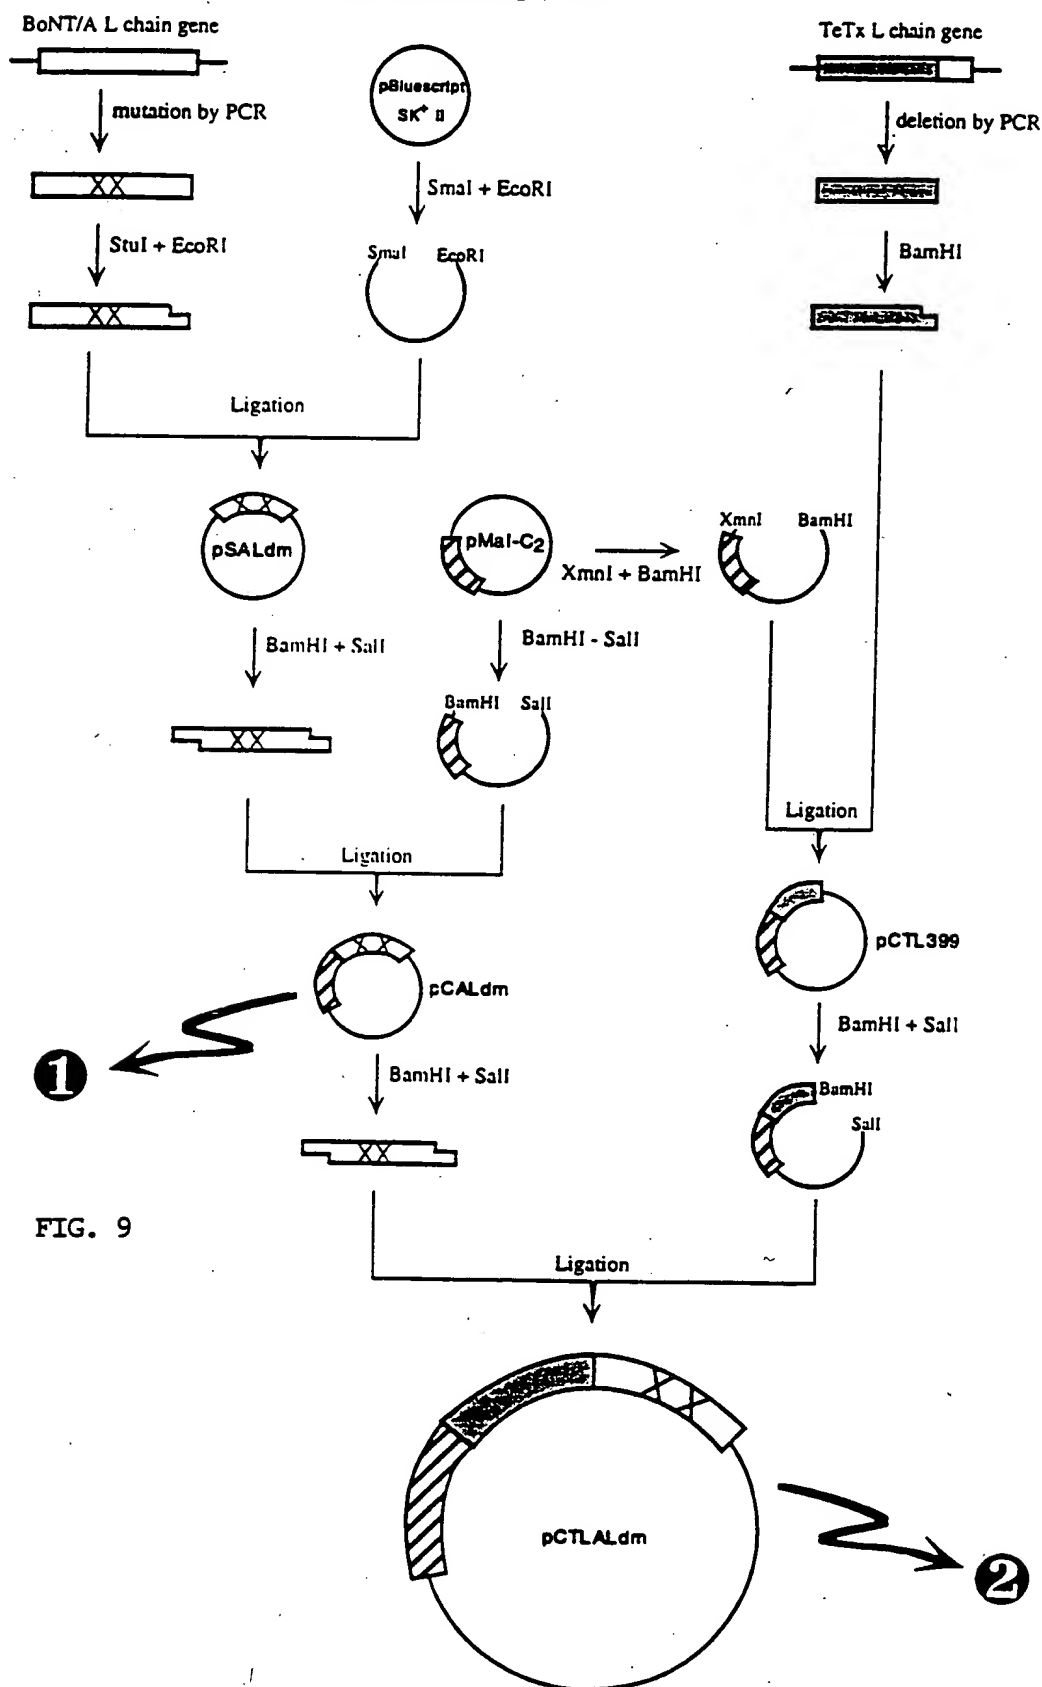 BoNT/A L chain gene
TeTx L chain gene
pBluescript
SK+ II
mutation by PCR
deletion by PCR
SmaI + EcoRI
StuI + EcoRI
SmaI EcoRI
BamHI
Ligation
pSALdm
pMal-C2
XmnI BamHI
XmnI + BamHI
BamHI + SalI
BamHI - SalI
BamHI SalI
Ligation
Ligation
pCALdm
pCTL399
BamHI + SalI
1
BamHI + SalI
BamHI
SalI
FIG. 9
Ligation
pCTLALdm
2